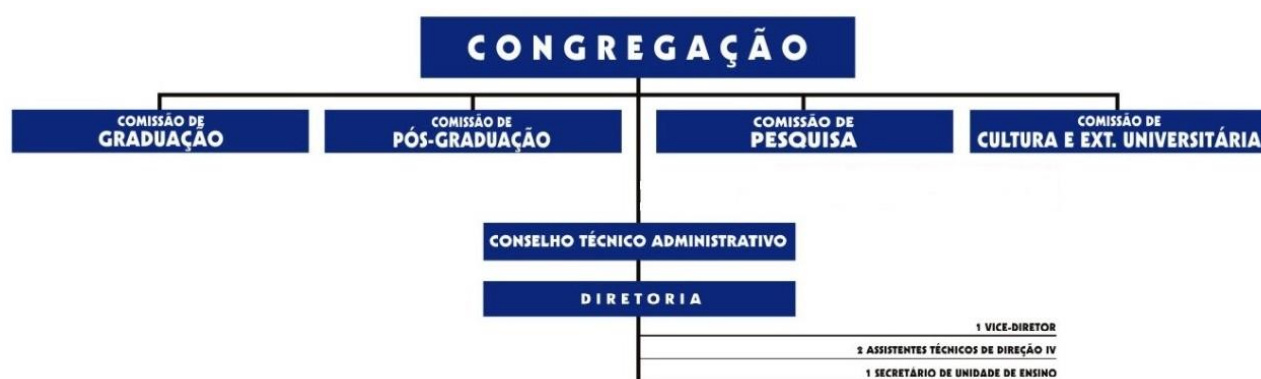 CONGREGAÇÃO
COMISSÃO DE
GRADUAÇÃO
COMISSÃO DE
PÓS-GRADUAÇÃO
COMISSÃO DE
PESQUISA
COMISSÃO DE
CULTURA E EXT. UNIVERSITÁRIA
CONSELHO TÉCNICO ADMINISTRATIVO
DIRETORIA
1 VICE-DIRETOR
2 ASSISTENTES TÉCNICOS DE DIREÇÃO IV
1 SECRETÁRIO DE UNIDADE DE ENSINO